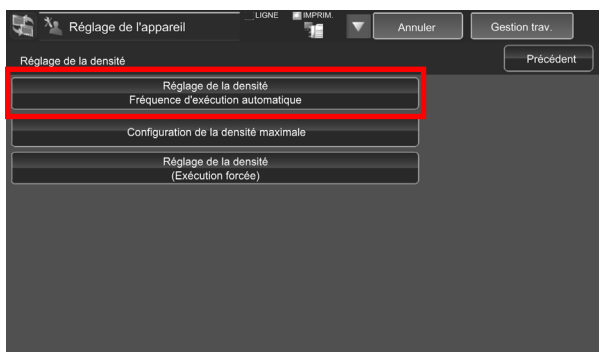 Réglage de l'appareil
LIGNE
IMPRIM.
Annuler
Gestion trav.
Réglage de la densité
Précédent
Réglage de la densité
Fréquence d'exécution automatique
Configuration de la densité maximale
Réglage de la densité
(Exécution forcée)